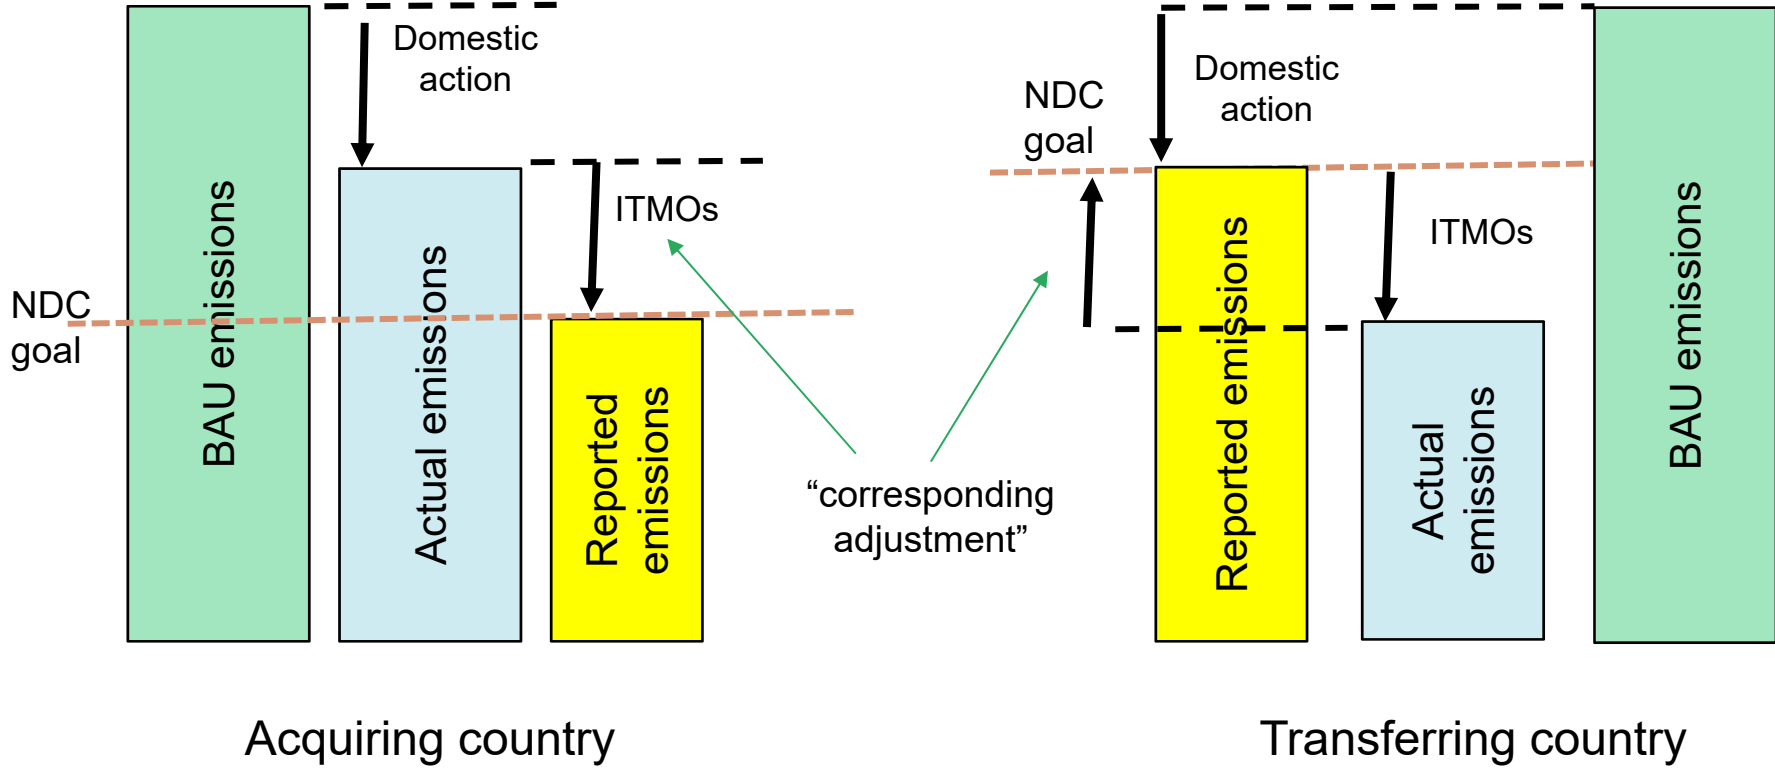 Domestic
action
ITMOs
NDC
goal
BAU emissions
Actual emissions
Reported
emissions
“corresponding
adjustment”
Domestic
action
NDC
goal
ITMOs
Reported emissions
Actual
emissions
BAU emissions
Acquiring country
Transferring country